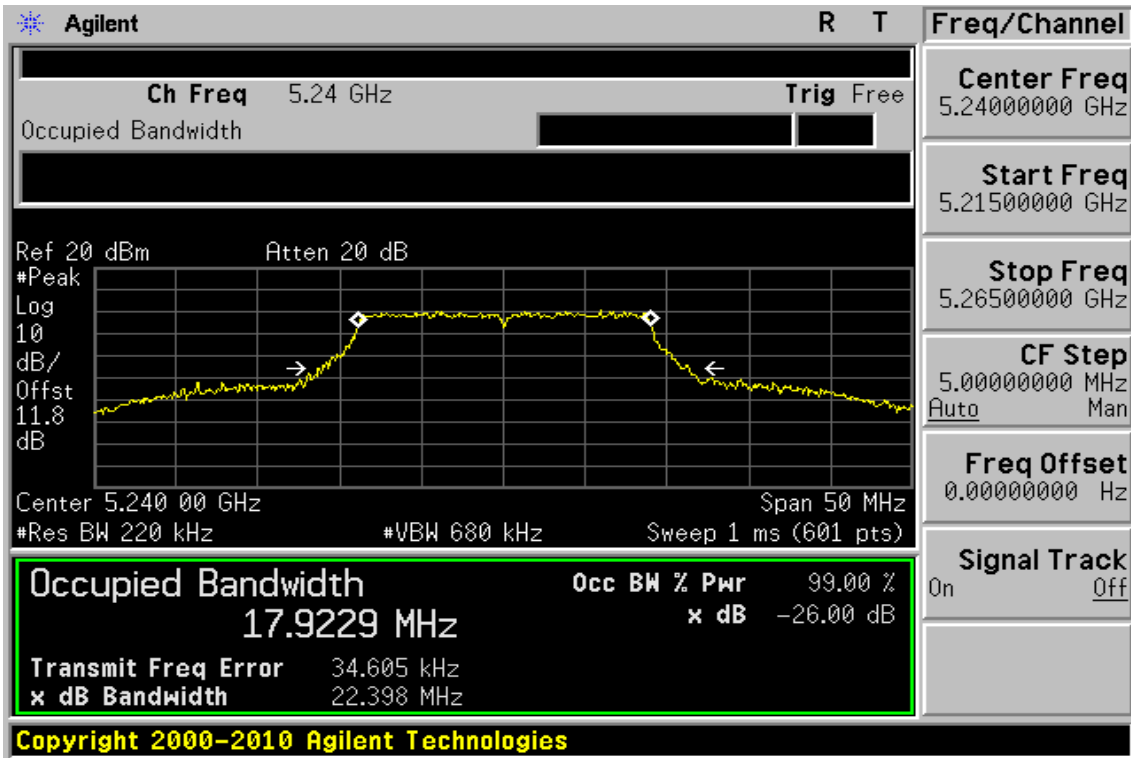 Agilent
R T
Ch Freq 5.24 GHz
Trig Free
Occupied Bandwidth
Ref 20 dBm
Atten 20 dB
#Peak
Log
10
dB/
Offst
11.8
dB
Center 5.240 00 GHz
Span 50 MHz
#Res BW 220 kHz
#VBW 680 kHz
Sweep 1 ms (601 pts)
Occupied Bandwidth
17.9229 MHz
Occ BW % Pwr 99.00 %
x dB -26.00 dB
Transmit Freq Error 34.605 kHz
x dB Bandwidth 22.398 MHz
Copyright 2000-2010 Agilent Technologies
Freq/Channel
Center Freq
5.24000000 GHz
Start Freq
5.21500000 GHz
Stop Freq
5.26500000 GHz
CF Step
5.00000000 MHz
Auto Man
Freq Offset
0.00000000 Hz
Signal Track
On Off